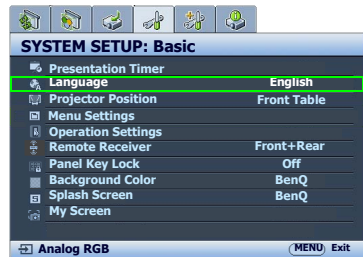 SYSTEM SETUP: Basic
Presentation Timer
Language English
Projector Position Front Table
Menu Settings
Operation Settings
Remote Receiver Front+Rear
Panel Key Lock Off
Background Color BenQ
Splash Screen BenQ
My Screen
Analog RGB MENU Exit